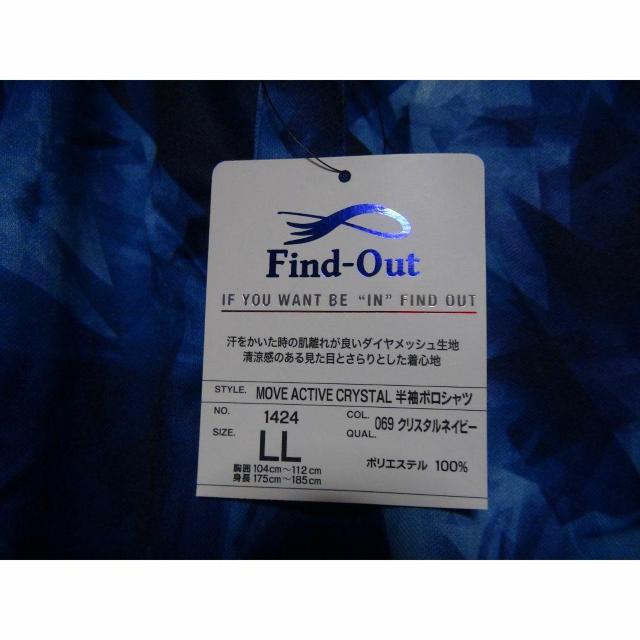 Find-Out
IF YOU WANT BE “IN” FIND OUT
汗をかいた時の肌離れが良いダイヤメッシュ生地
清涼感のある見た目とさらりとした着心地
STYLE. MOVE ACTIVE CRYSTAL 半袖ポロシャツ
NO. 1424
COL. 069 クリスタルネイビー
SIZE. LL
胸囲 104cm〜112cm
身長 175cm〜185cm
QUAL. ポリエステル 100%